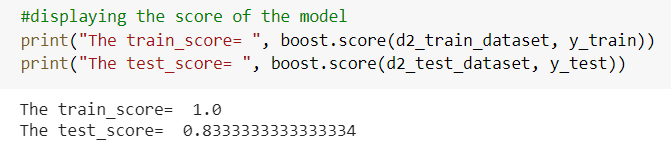 #displaying the score of the model
print("The train_score= ", boost.score(d2_train_dataset, y_train))
print("The test_score= ", boost.score(d2_test_dataset, y_test))
The train_score=  1.0
The test_score=  0.8333333333333334